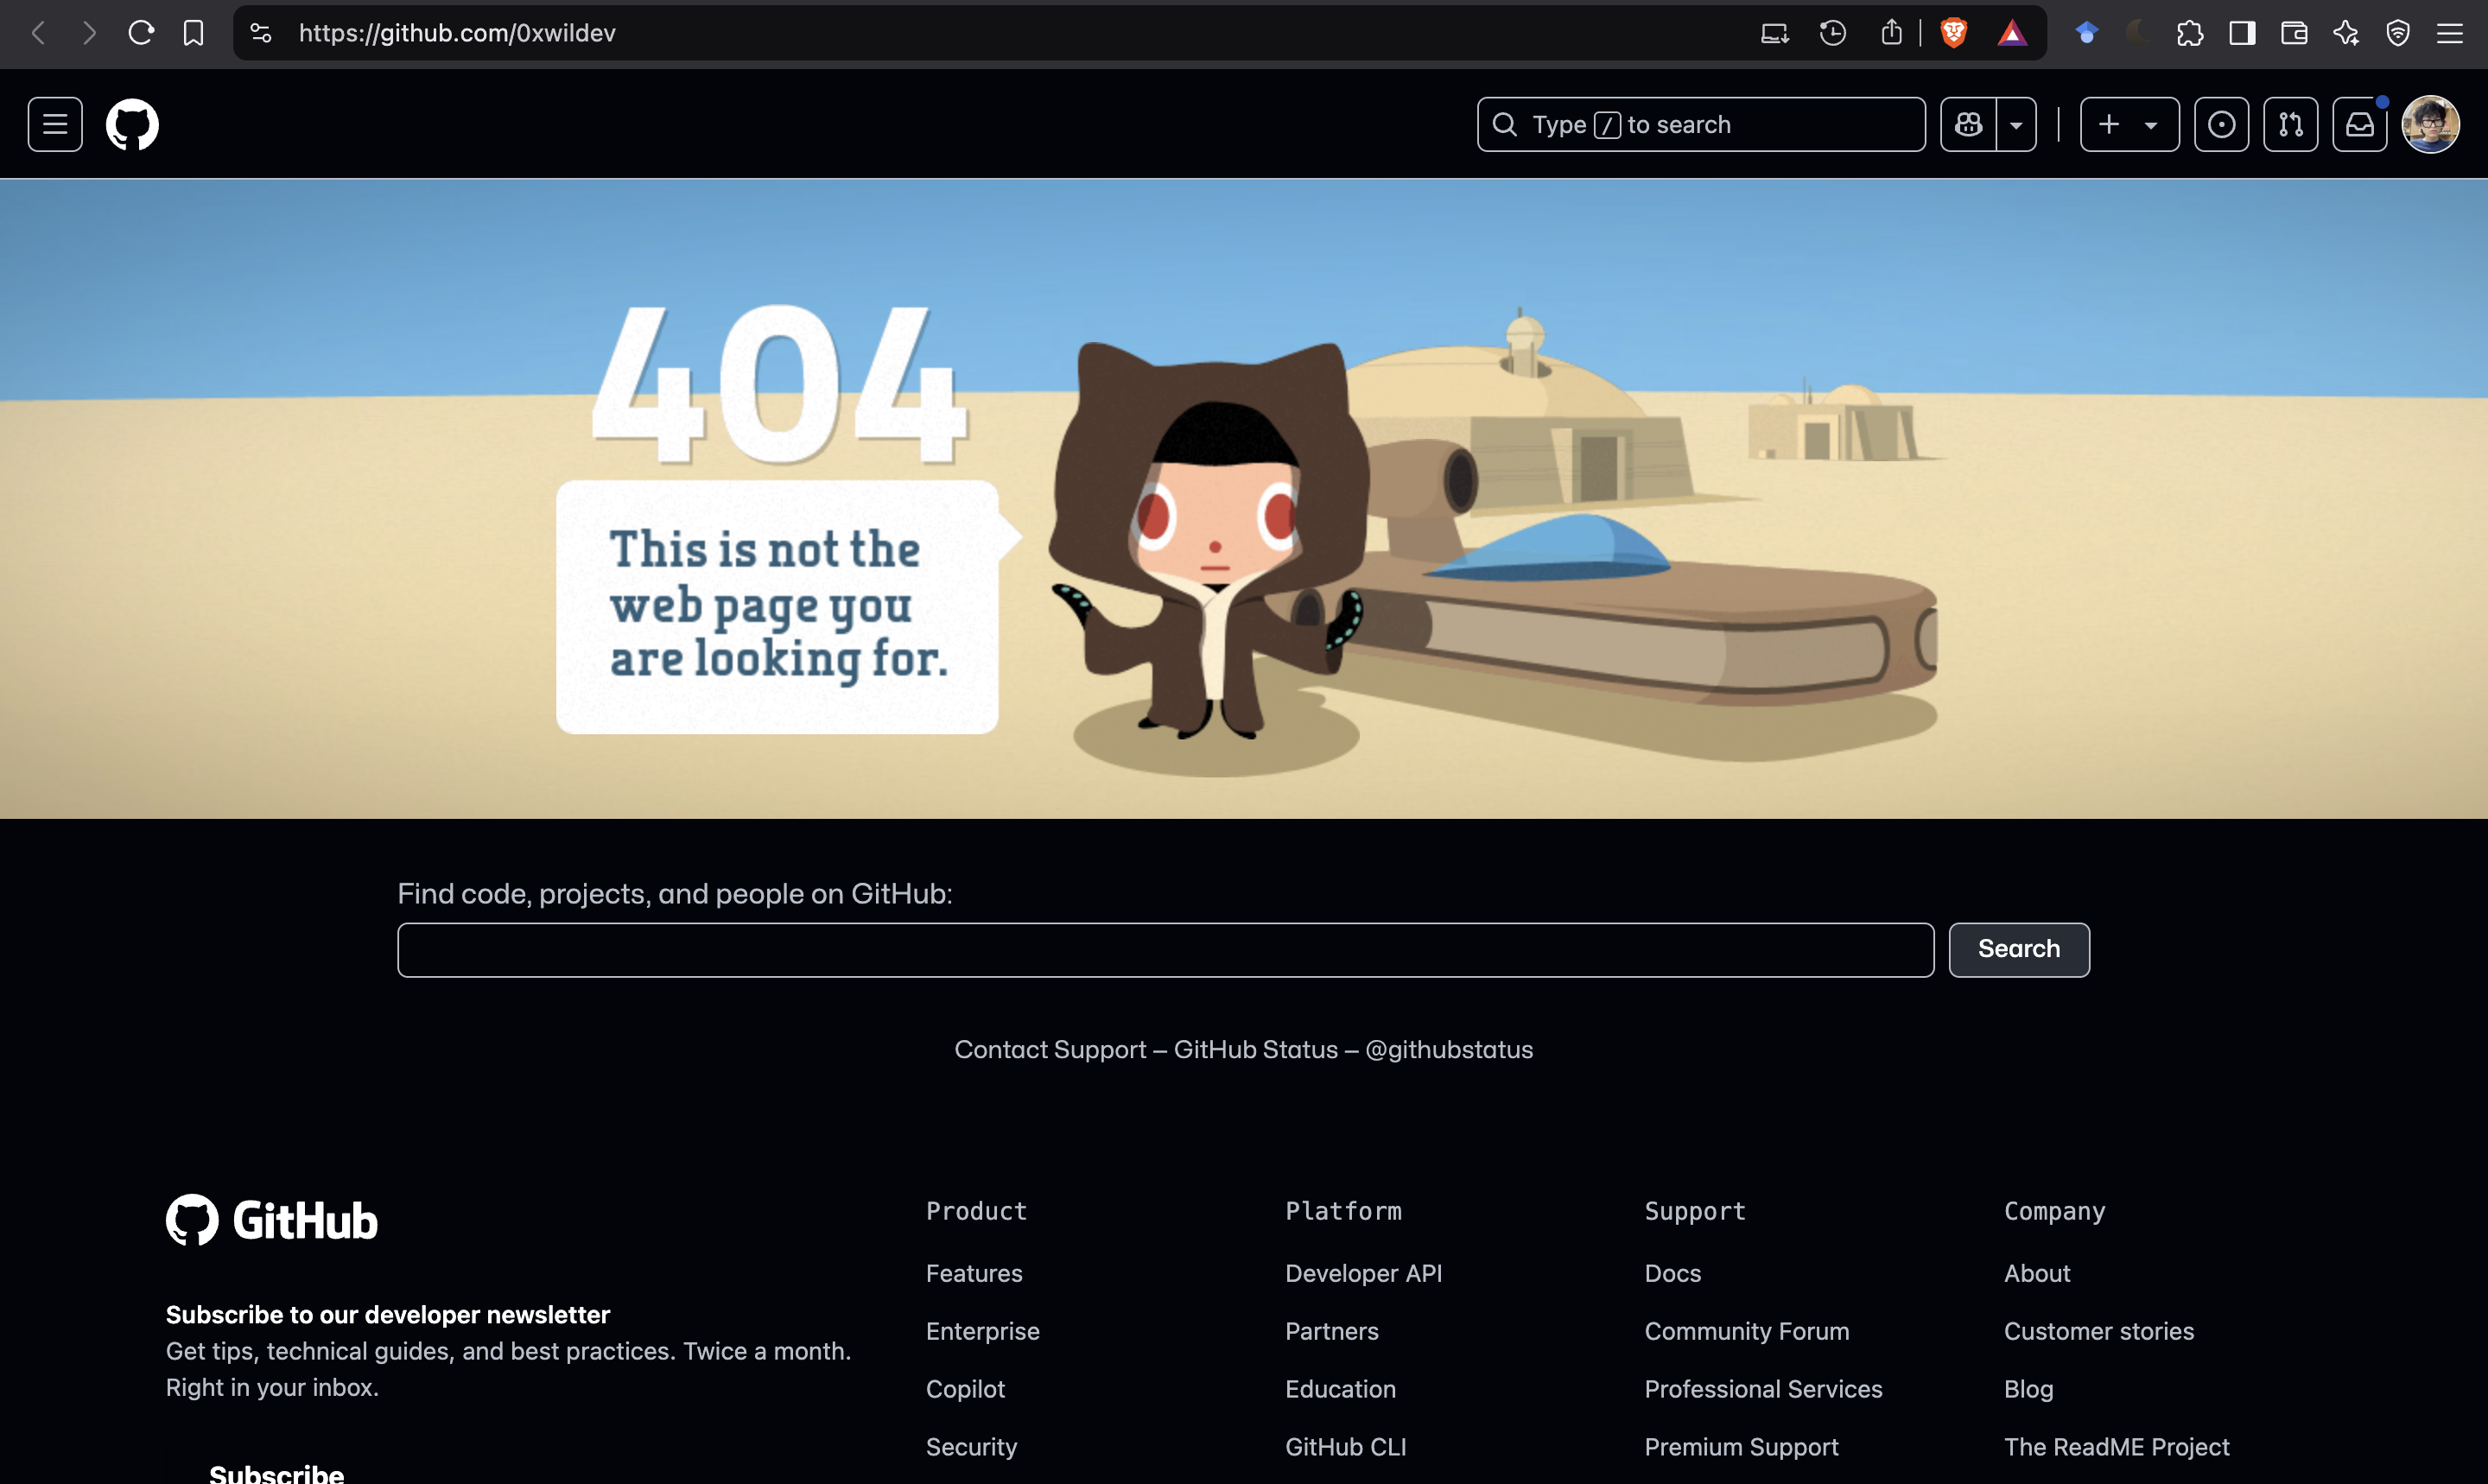 https://github.com/0xwildev
Type / to search
404
This is not the
web page you
are looking for.
Find code, projects, and people on GitHub:
Search
Contact Support — GitHub Status — @githubstatus
GitHub
Subscribe to our developer newsletter
Get tips, technical guides, and best practices. Twice a month.
Right in your inbox.
Subscribe
Product
Features
Enterprise
Copilot
Security
Platform
Developer API
Partners
Education
GitHub CLI
Support
Docs
Community Forum
Professional Services
Premium Support
Company
About
Customer stories
Blog
The ReadME Project